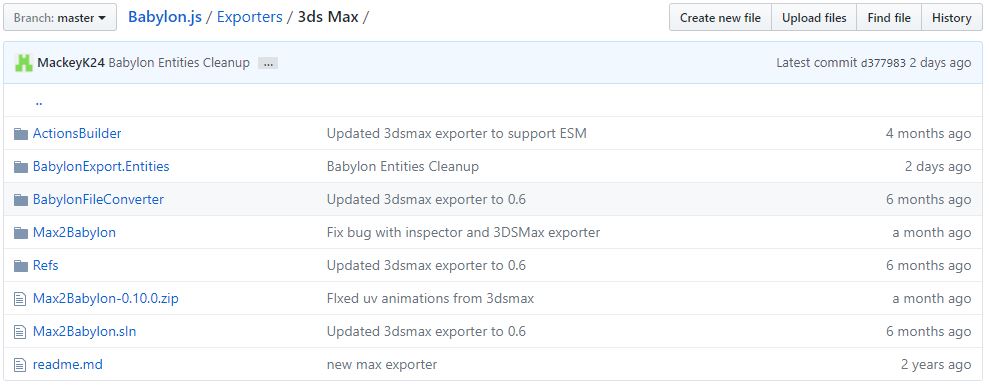 Branch: master Babylon.js / Exporters / 3ds Max / Create new file Upload files Find file History
MackeyK24 Babylon Entities Cleanup ... Latest commit d377983 2 days ago
..
ActionsBuilder Updated 3dsmax exporter to support ESM 4 months ago
BabylonExport.Entities Babylon Entities Cleanup 2 days ago
BabylonFileConverter Updated 3dsmax exporter to 0.6 6 months ago
Max2Babylon Fix bug with inspector and 3DSMax exporter a month ago
Refs Updated 3dsmax exporter to 0.6 6 months ago
Max2Babylon-0.10.0.zip FIxed uv animations from 3dsmax a month ago
Max2Babylon.sln Updated 3dsmax exporter to 0.6 6 months ago
readme.md new max exporter 2 years ago